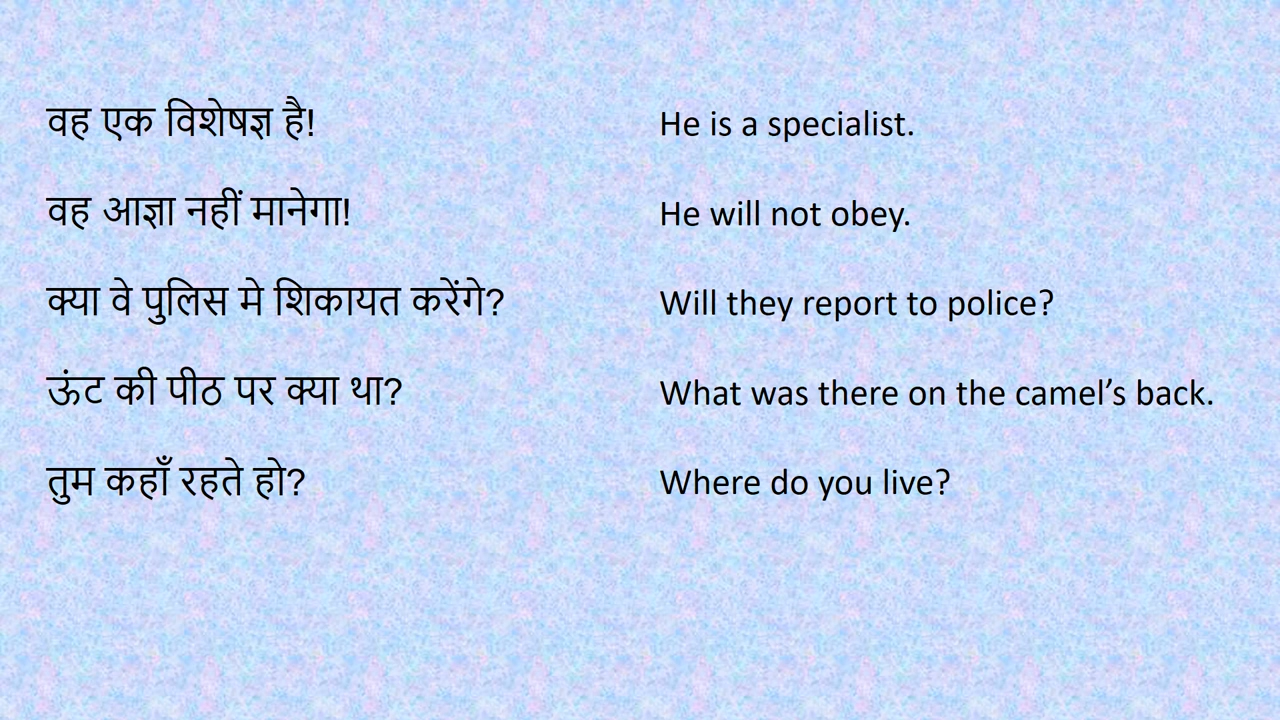 वह एक विशेषज्ञ है! He is a specialist.
वह आज्ञा नहीं मानेगा! He will not obey.
क्या वे पुलिस मे शिकायत करेंगे? Will they report to police?
ऊंट की पीठ पर क्या था? What was there on the camel’s back.
तुम कहाँ रहते हो? Where do you live?